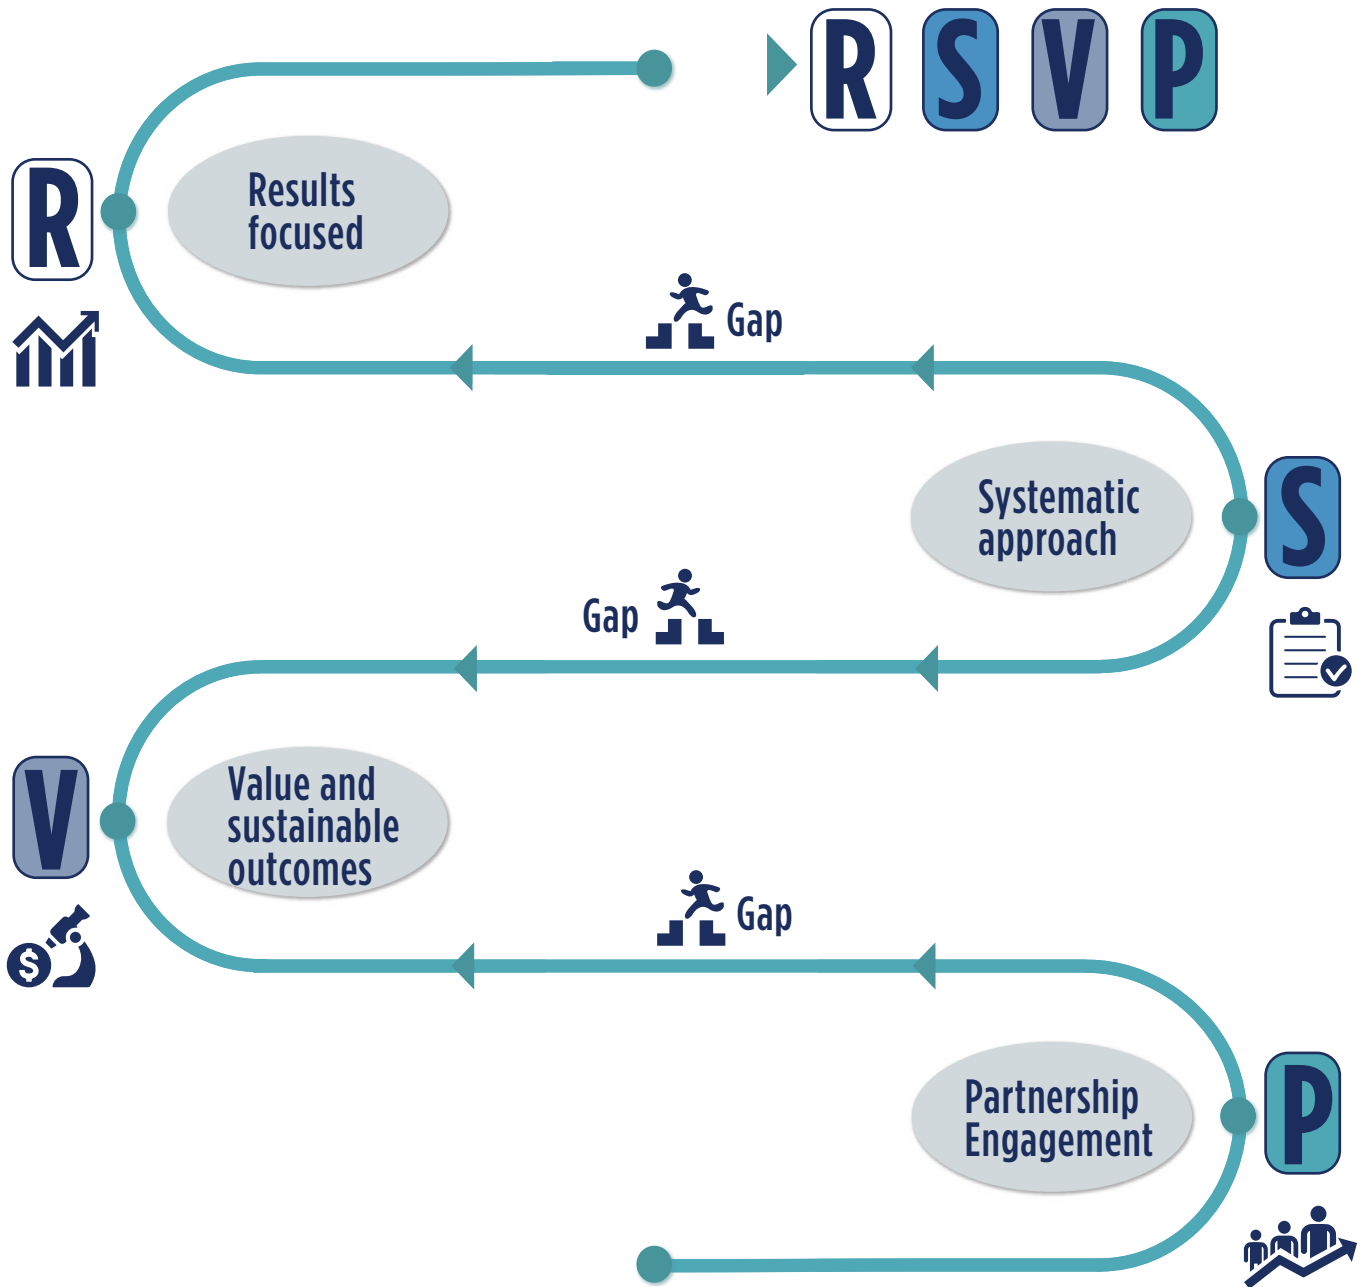 R S V P
R
Results
focused
Gap
S
Systematic
approach
Gap
V
Value and
sustainable
outcomes
$
Gap
P
Partnership
Engagement